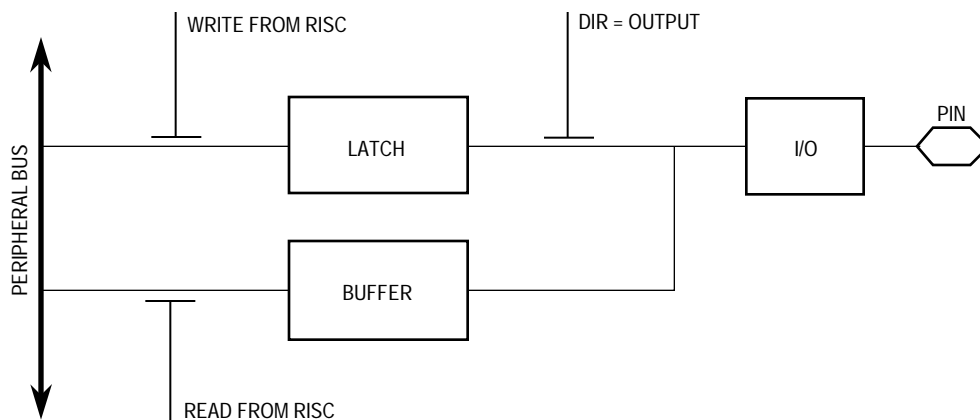 WRITE FROM RISC
DIR = OUTPUT
PIN
LATCH
I/O
PERIPHERAL BUS
BUFFER
READ FROM RISC